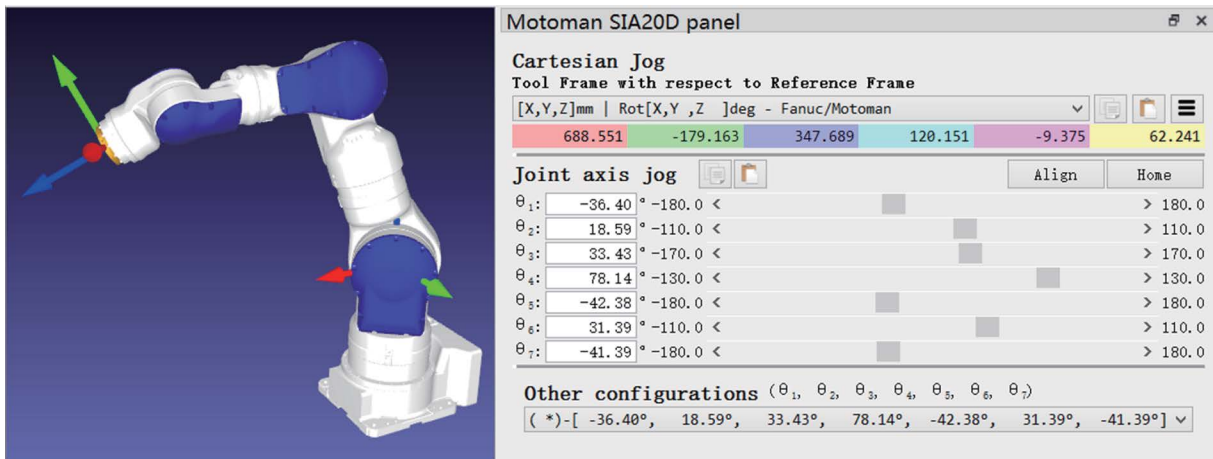 Motoman SIA20D panel
Cartesian Jog
Tool Frame with respect to Reference Frame
[X,Y,Z]mm | Rot[X,Y ,Z ]deg - Fanuc/Motoman
688.551 -179.163 347.689 120.151 -9.375 62.241
Joint axis jog Align Home
θ₁: -36.40 ° -180.0 < > 180.0
θ₂: 18.59 ° -110.0 < > 110.0
θ₃: 33.43 ° -170.0 < > 170.0
θ₄: 78.14 ° -130.0 < > 130.0
θ₅: -42.38 ° -180.0 < > 180.0
θ₆: 31.39 ° -110.0 < > 110.0
θ₇: -41.39 ° -180.0 < > 180.0
Other configurations (θ₁, θ₂, θ₃, θ₄, θ₅, θ₆, θ₇)
( *)-[ -36.40°, 18.59°, 33.43°, 78.14°, -42.38°, 31.39°, -41.39°]